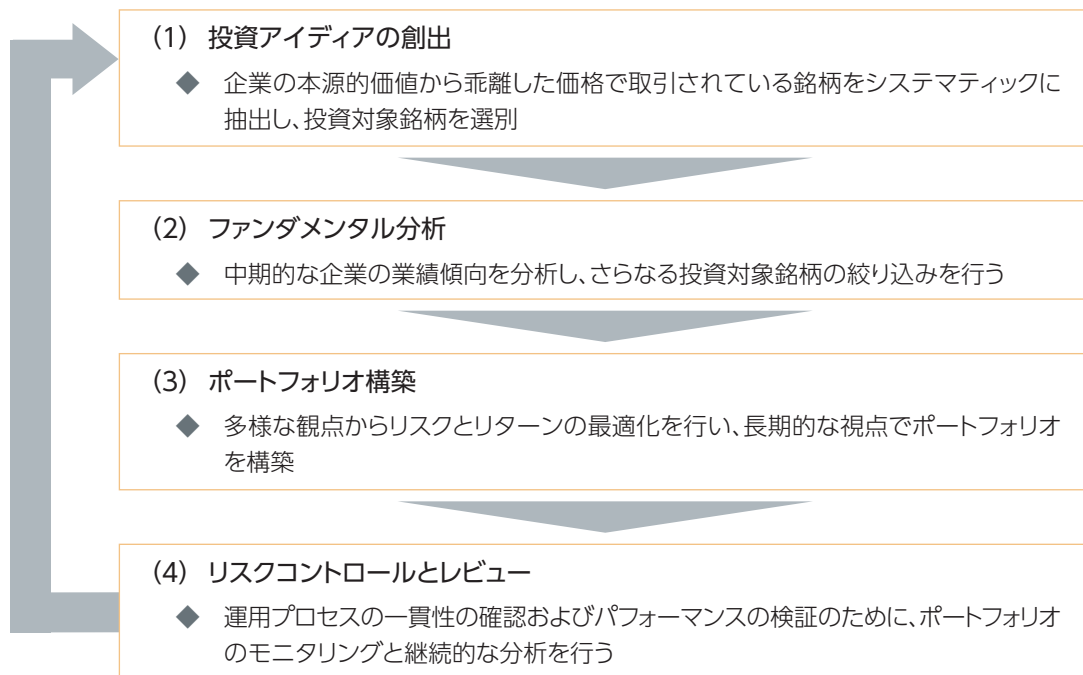 (1) 投資アイディアの創出
◆ 企業の本源的価値から乖離した価格で取引されている銘柄をシステマティックに
抽出し、投資対象銘柄を選別
(2) ファンダメンタル分析
◆ 中期的な企業の業績傾向を分析し、さらなる投資対象銘柄の絞り込みを行う
(3) ポートフォリオ構築
◆ 多様な観点からリスクとリターンの最適化を行い、長期的な視点でポートフォリオ
を構築
(4) リスクコントロールとレビュー
◆ 運用プロセスの一貫性の確認およびパフォーマンスの検証のために、ポートフォリオ
のモニタリングと継続的な分析を行う